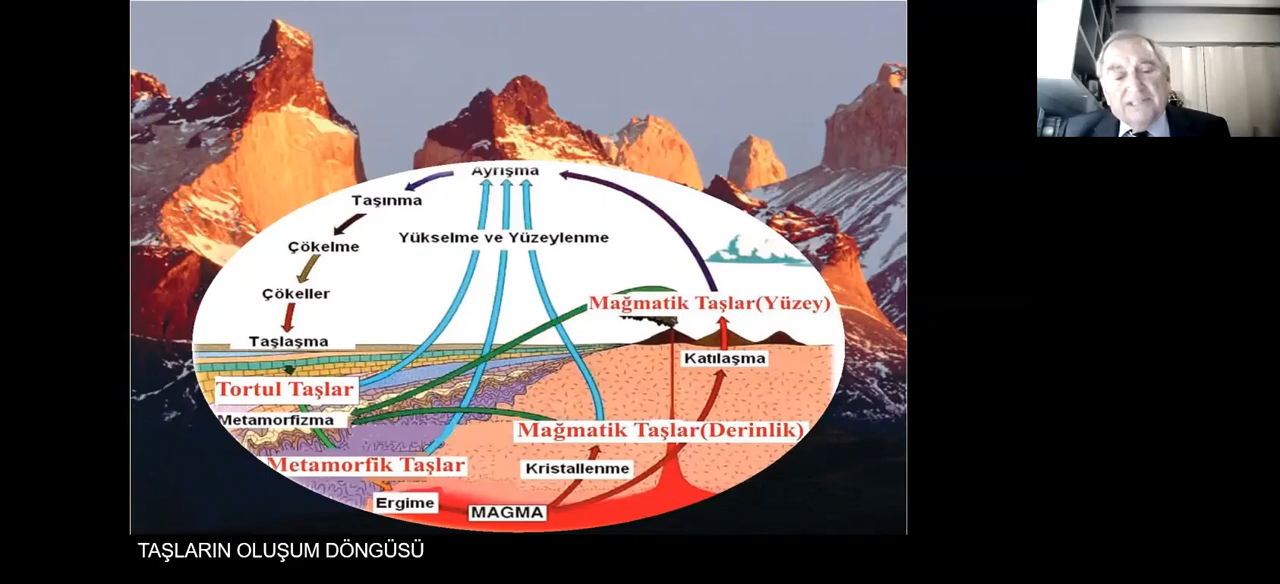 Ayrışma
Taşınma
Yükselme ve Yüzeylenme
Çökelme
Çökeller
Mağmatik Taşlar(Yüzey)
Taşlaşma
Katılaşma
Tortul Taşlar
Metamorfizma
Mağmatik Taşlar(Derinlik)
Metamorfik Taşlar
Kristallenme
Ergime
MAGMA
TAŞLARIN OLUŞUM DÖNGÜSÜ